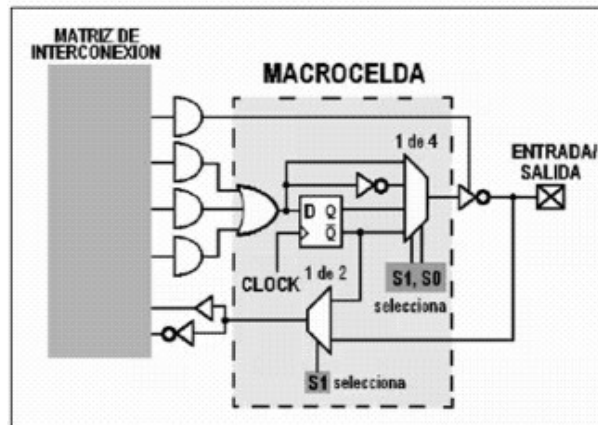 MATRIZ DE
INTERCONEXION
MACROCELDA
1 de 4
ENTRADA/
SALIDA
D Q
Q̅
CLOCK
1 de 2
S1, S0
selecciona
S1 selecciona